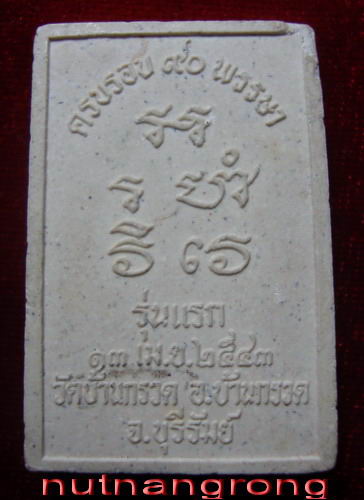 ครบรอบ ๙๐ พรรษา
รุ่นแรก
๑๓ เม.ย.๒๕๔๓
วัดบ้านกรวด อ.บ้านกรวด
จ.บุรีรัมย์
nutnangrong